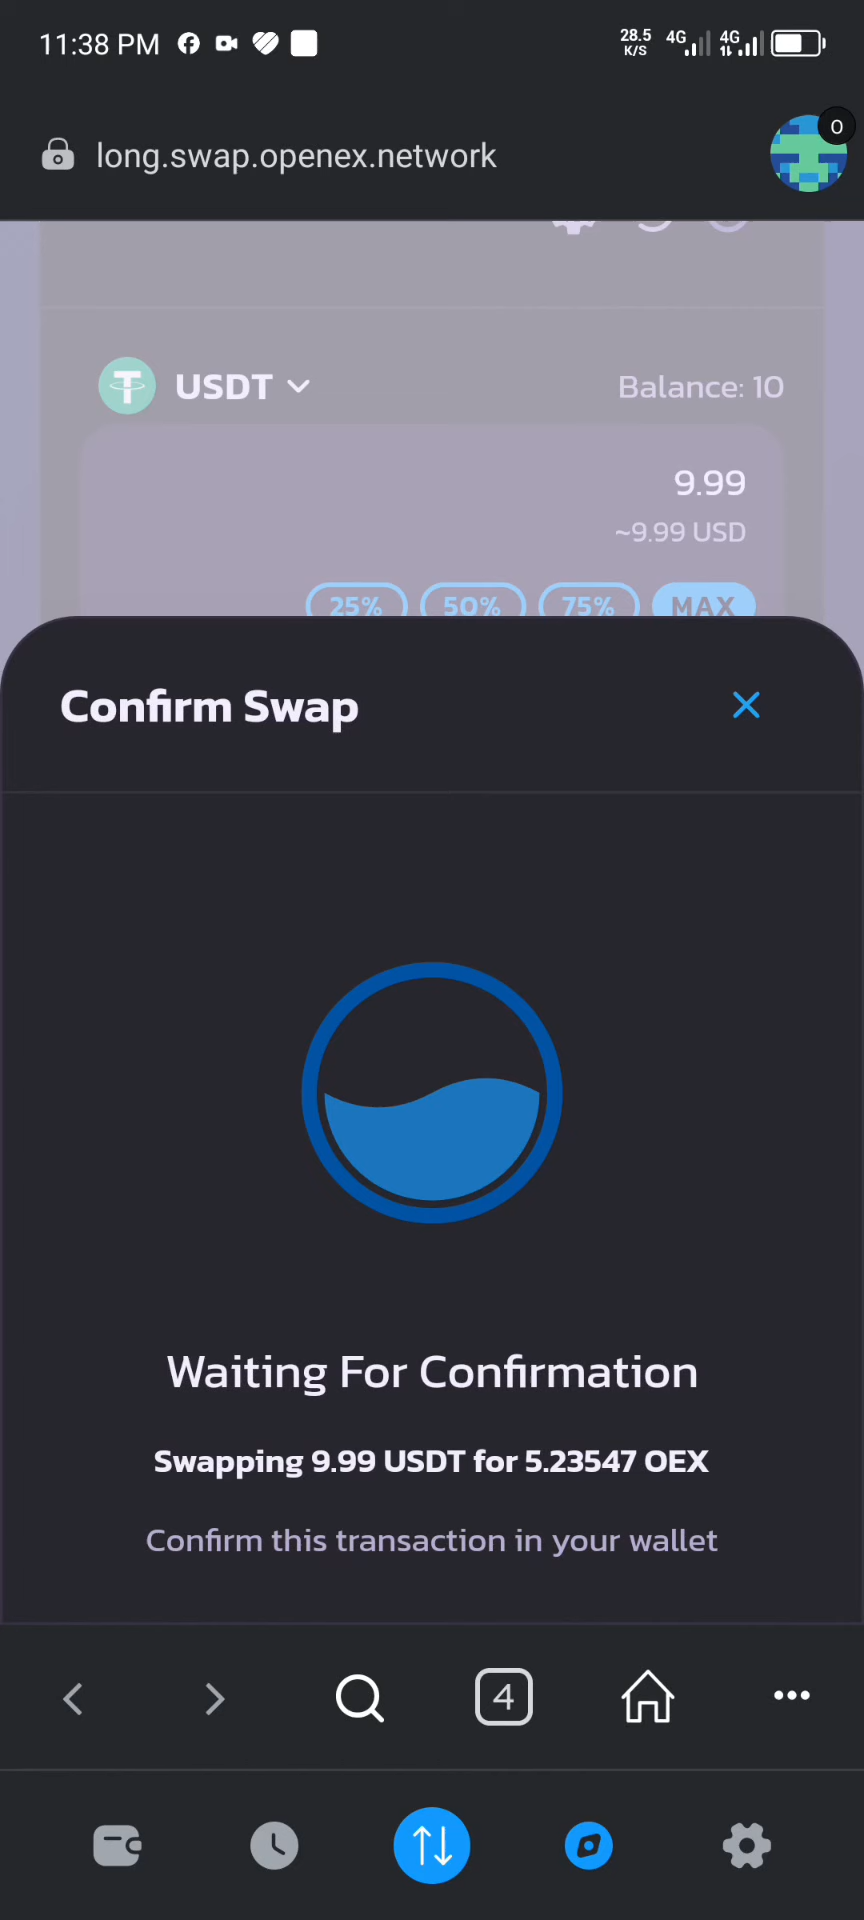 11:38 PM
28.5 K/S 4G 4G
0
long.swap.openex.network
USDT Balance: 10
9.99
~9.99 USD
25% 50% 75% MAX
Confirm Swap
Waiting For Confirmation
Swapping 9.99 USDT for 5.23547 OEX
Confirm this transaction in your wallet
4